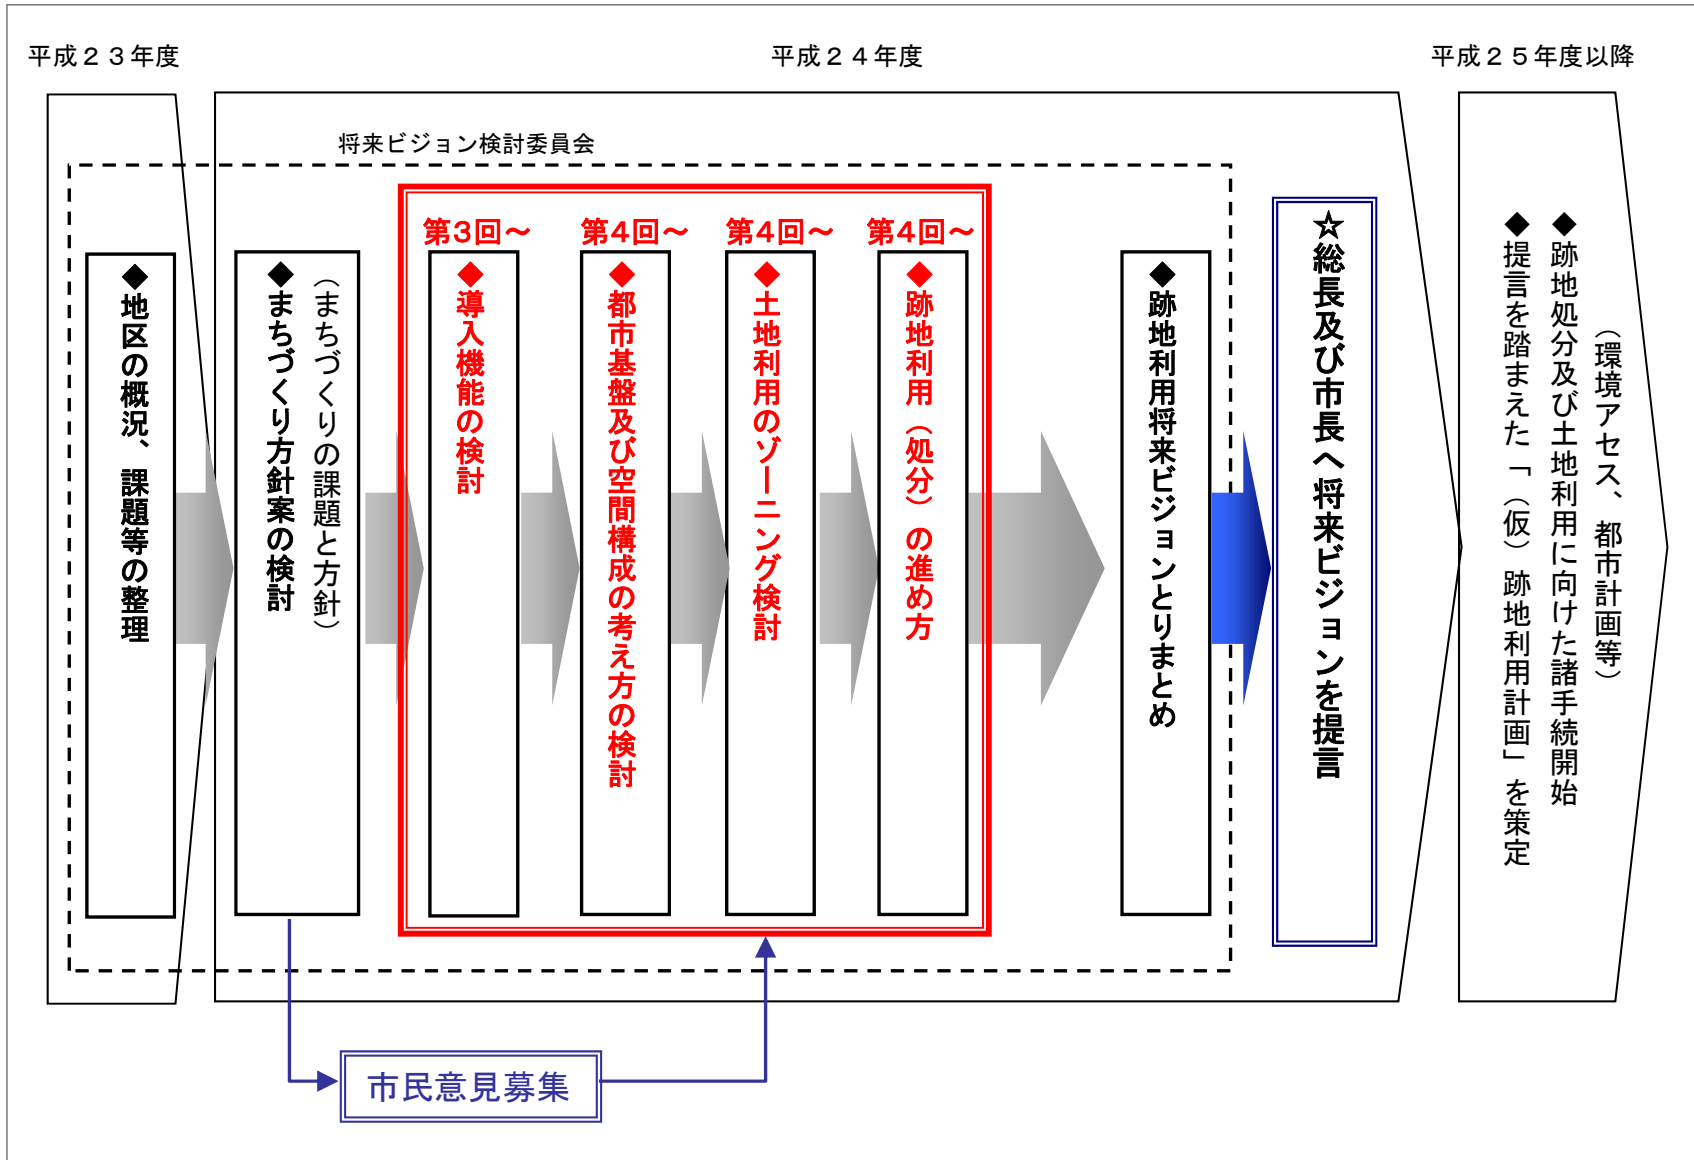 平成２３年度
平成２４年度
平成２５年度以降
将来ビジョン検討委員会
◆地区の概況、課題等の整理
◆まちづくり方針案の検討
（まちづくりの課題と方針）
第3回～
◆導入機能の検討
第4回～
◆都市基盤及び空間構成の考え方の検討
第4回～
◆土地利用のゾーニング検討
第4回～
◆跡地利用（処分）の進め方
◆跡地利用将来ビジョンとりまとめ
☆総長及び市長へ将来ビジョンを提言
◆提言を踏まえた「（仮）跡地利用計画」を策定
◆跡地処分及び土地利用に向けた諸手続開始
（環境アセス、都市計画等）
市民意見募集